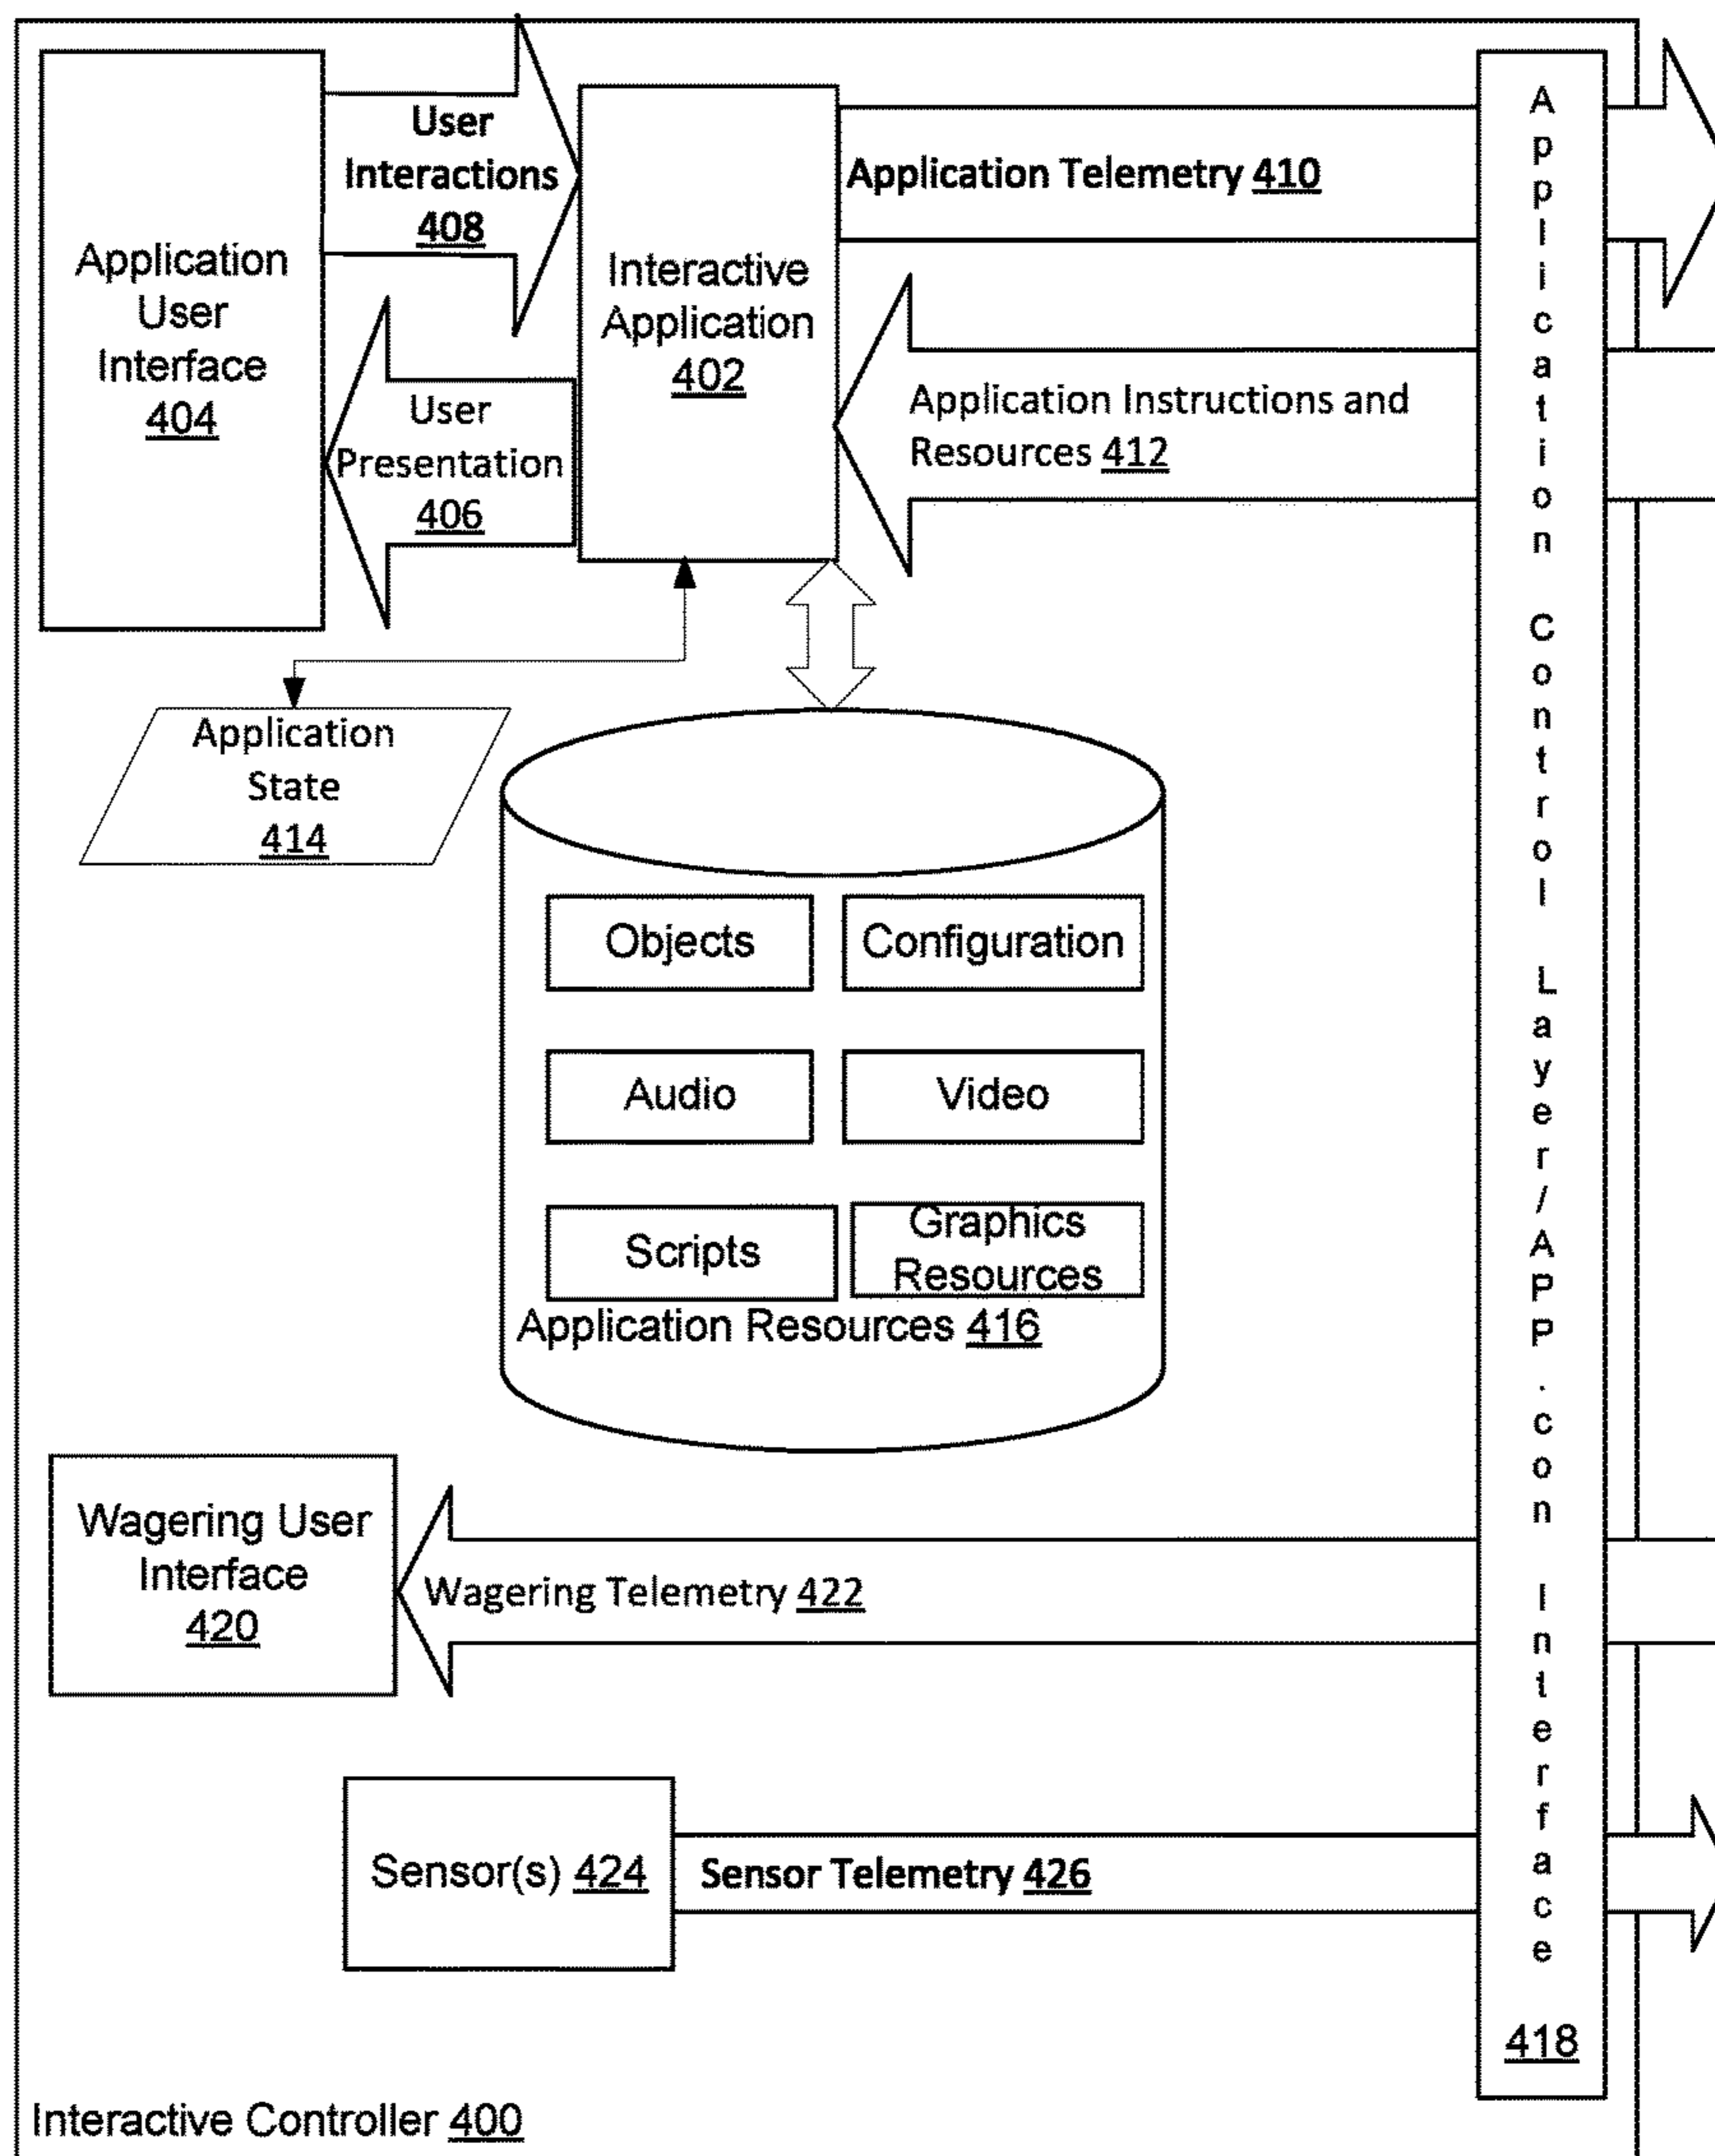 Application
User
Interface
404
User
Interactions
408
User
Presentation
406
Interactive
Application
402
Application Telemetry 410
Application Instructions and
Resources 412
Application
State
414
Objects
Configuration
Audio
Video
Scripts
Graphics
Resources
Application Resources 416
Wagering User
Interface
420
Wagering Telemetry 422
Sensor(s) 424
Sensor Telemetry 426
Application Control Layer/APP.con Interface
418
Interactive Controller 400